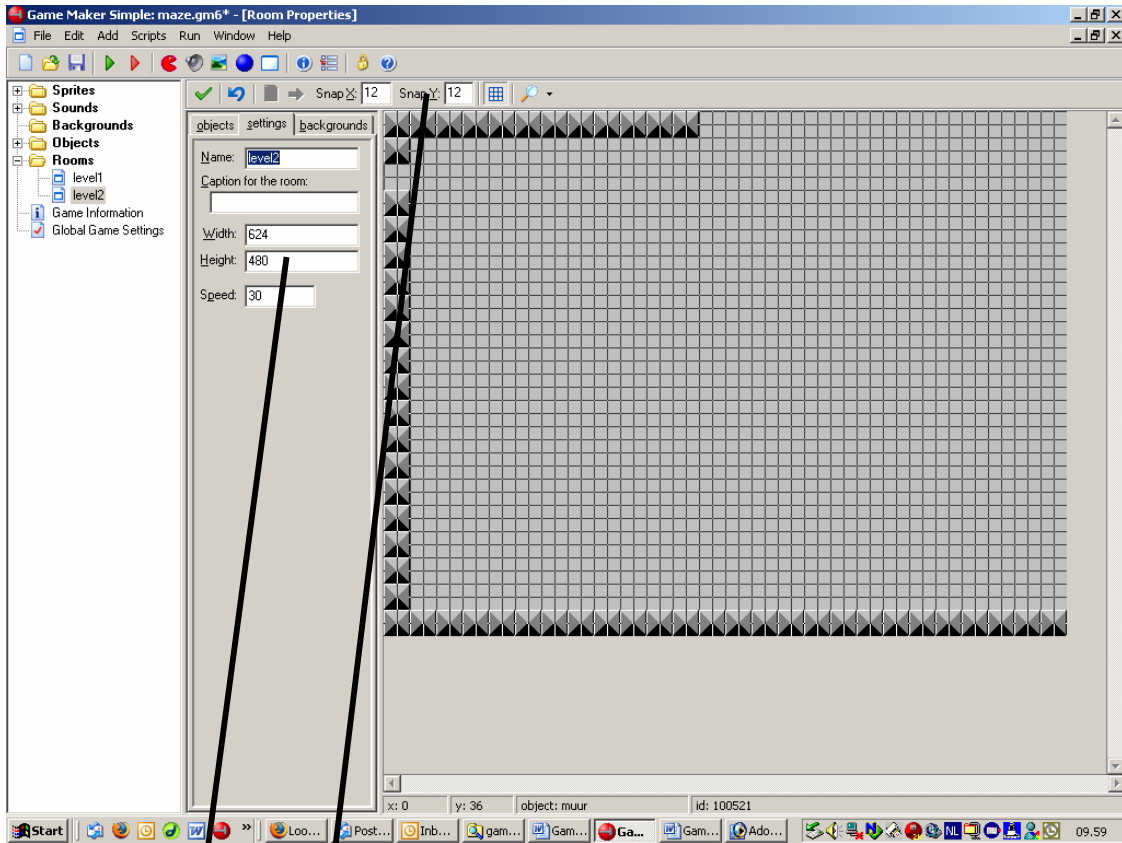 Game Maker Simple: maze.gm6* - [Room Properties]
File Edit Add Scripts Run Window Help
Snap X: 12 Snap Y: 12
Sprites
Sounds
Backgrounds
Objects
Rooms
level1
level2
Game Information
Global Game Settings
objects settings backgrounds
Name: level2
Caption for the room:
Width: 624
Height: 480
Speed: 30
x: 0 y: 36 object: muur id: 100521
Start » Loo... Post... Inb... gam... Gam... Ga... Gam... Ado... NL 09.59